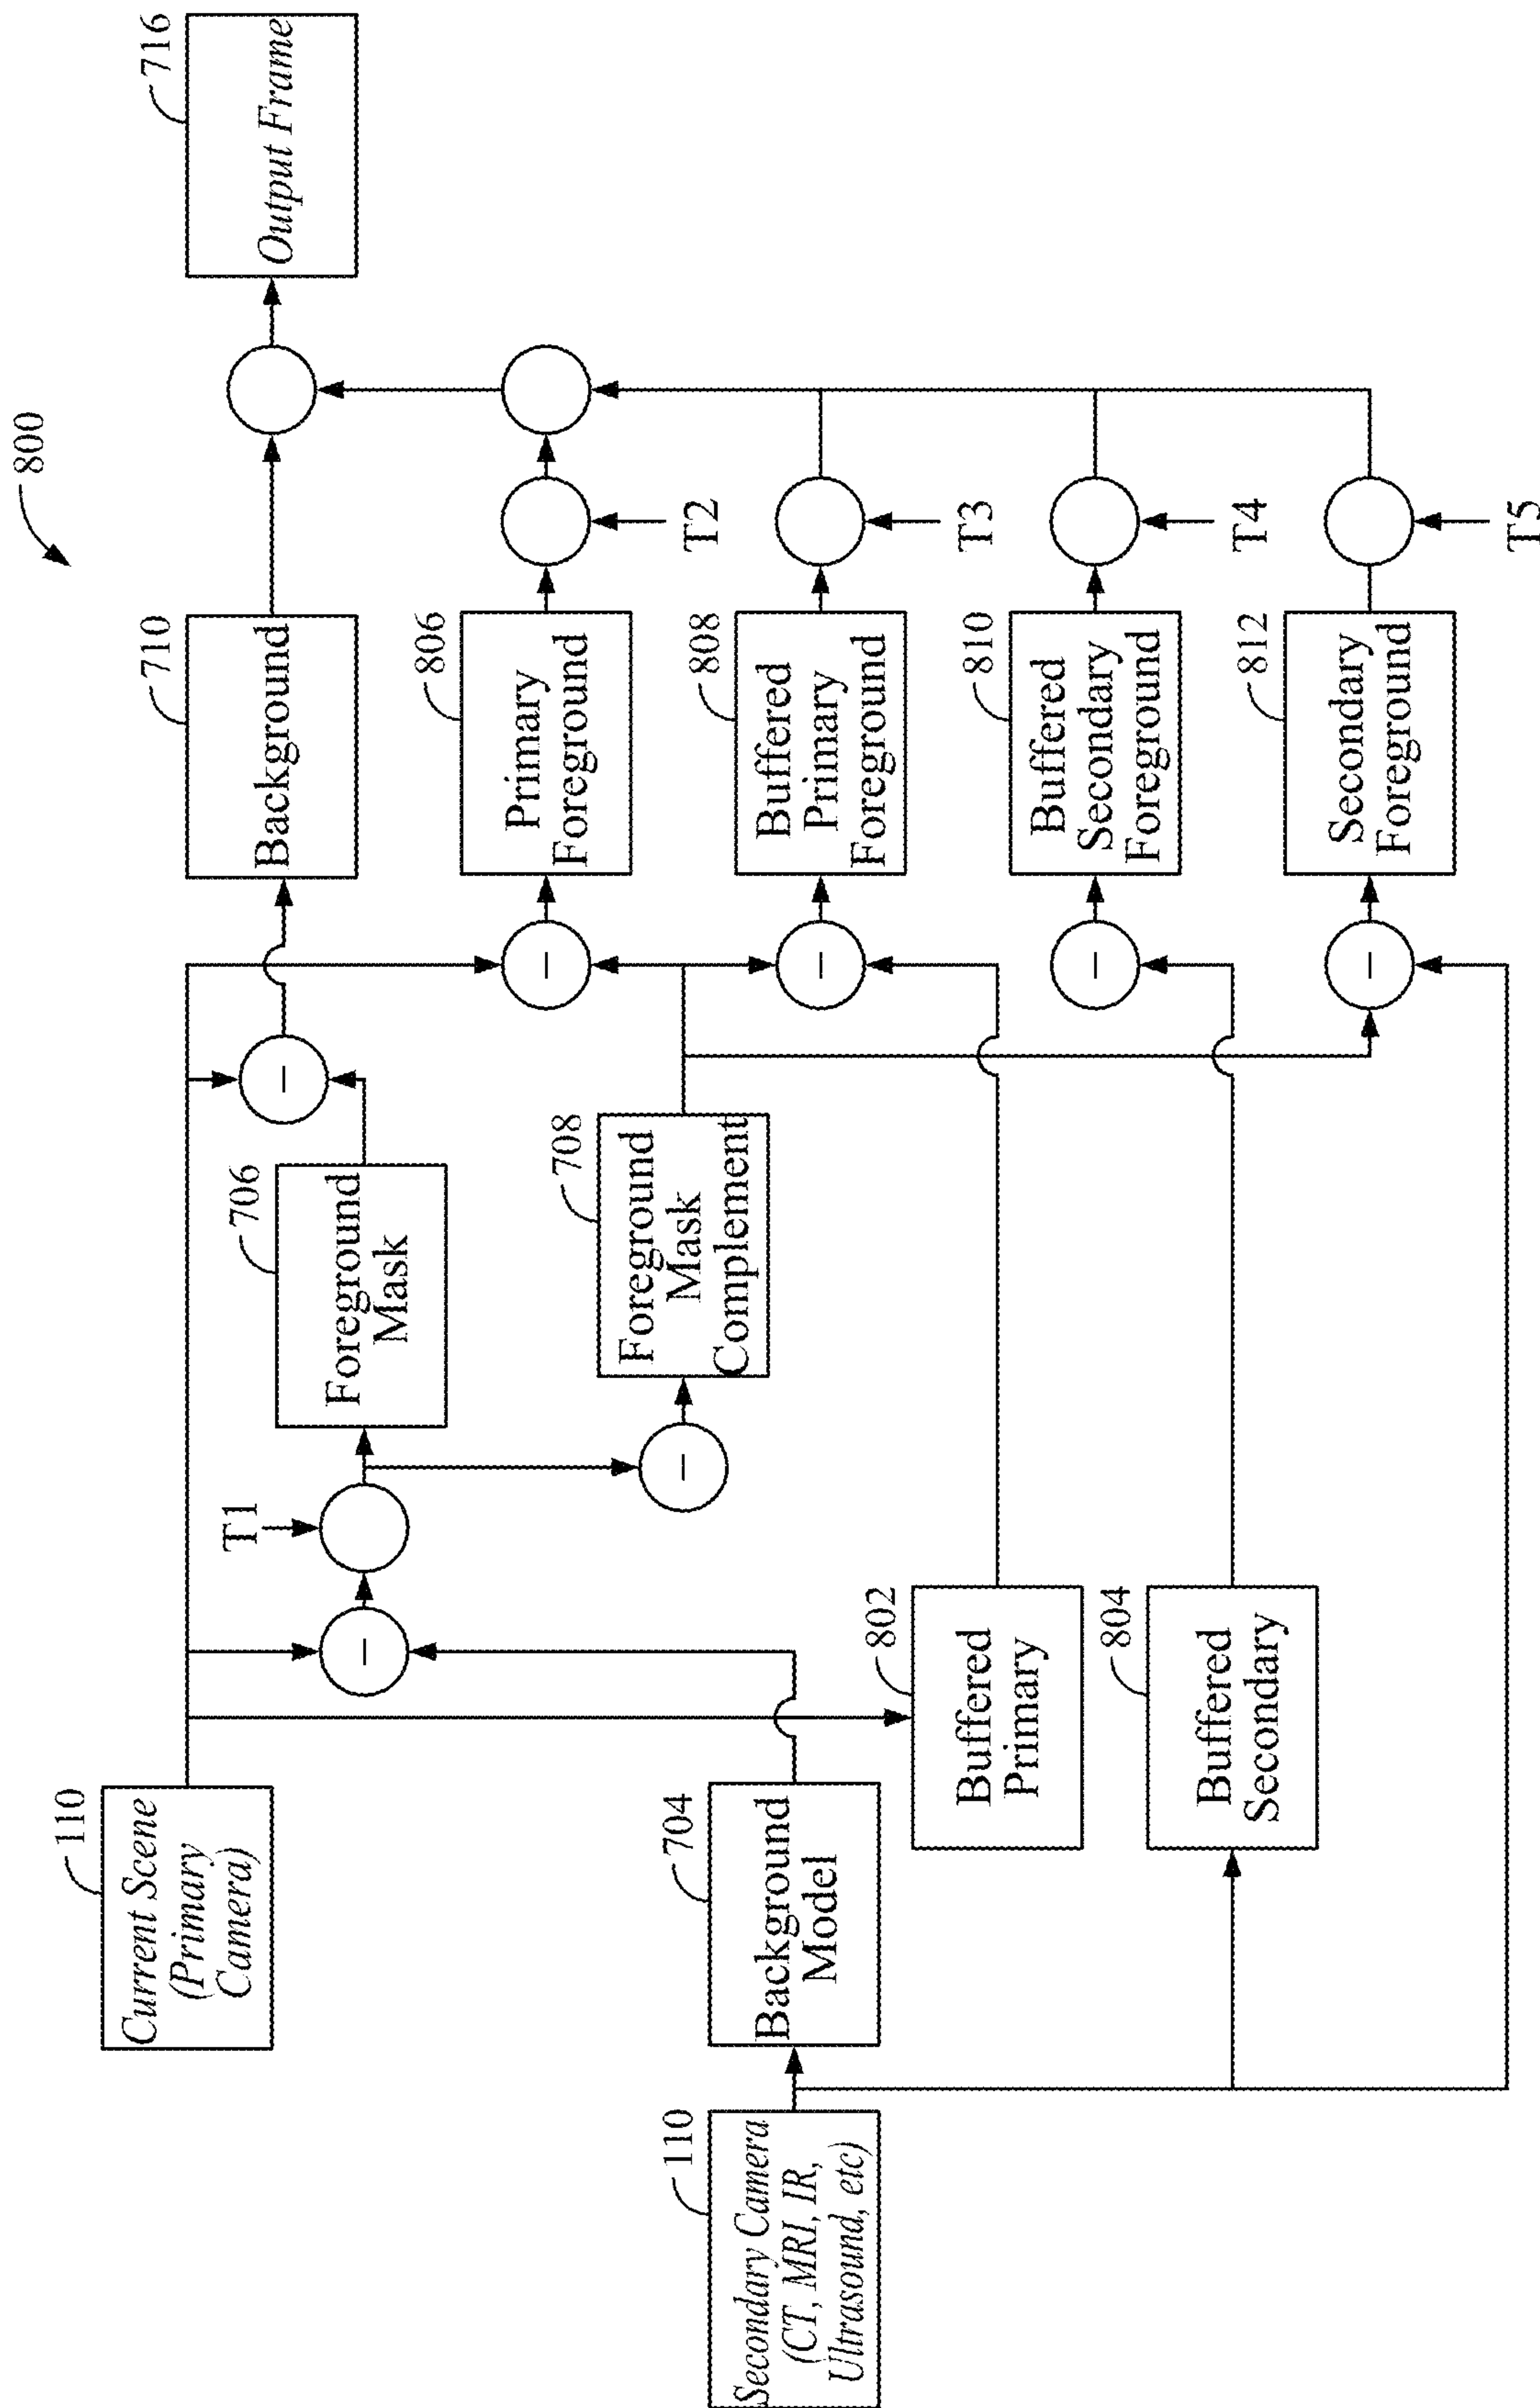 800
110
Current Scene
(Primary
Camera)
T1
706
Foreground
Mask
710
Background
716
Output Frame
708
Foreground
Mask
Complement
806
Primary
Foreground
T2
110
Secondary Camera
(CT, MRI, IR,
Ultrasound, etc)
704
Background
Model
802
Buffered
Primary
808
Buffered
Primary
Foreground
T3
804
Buffered
Secondary
810
Buffered
Secondary
Foreground
T4
812
Secondary
Foreground
T5
−
−
−
−
−
−
−